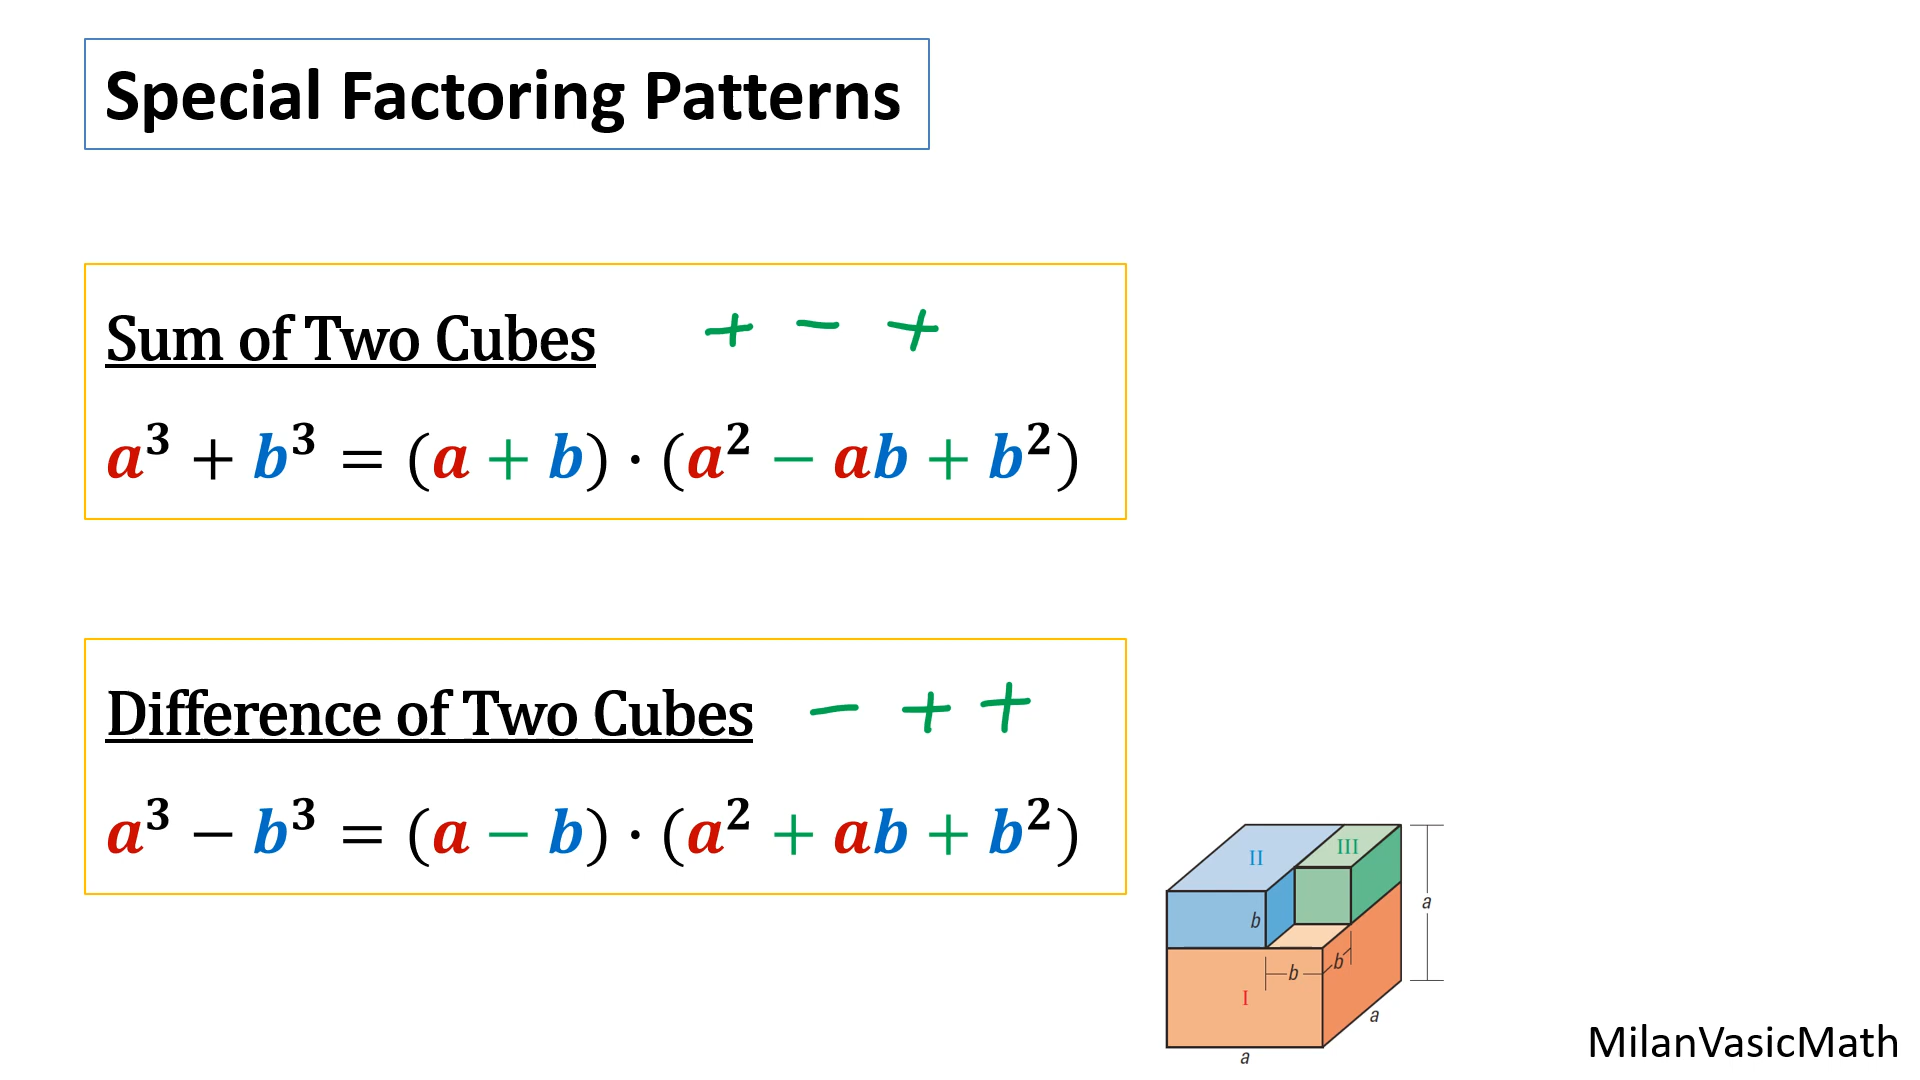 Special Factoring Patterns
Sum of Two Cubes + − +
a³ + b³ = (a + b) · (a² − ab + b²)
Difference of Two Cubes − + +
a³ − b³ = (a − b) · (a² + ab + b²)
II
III
b
a
b
b
I
a
a
MilanVasicMath